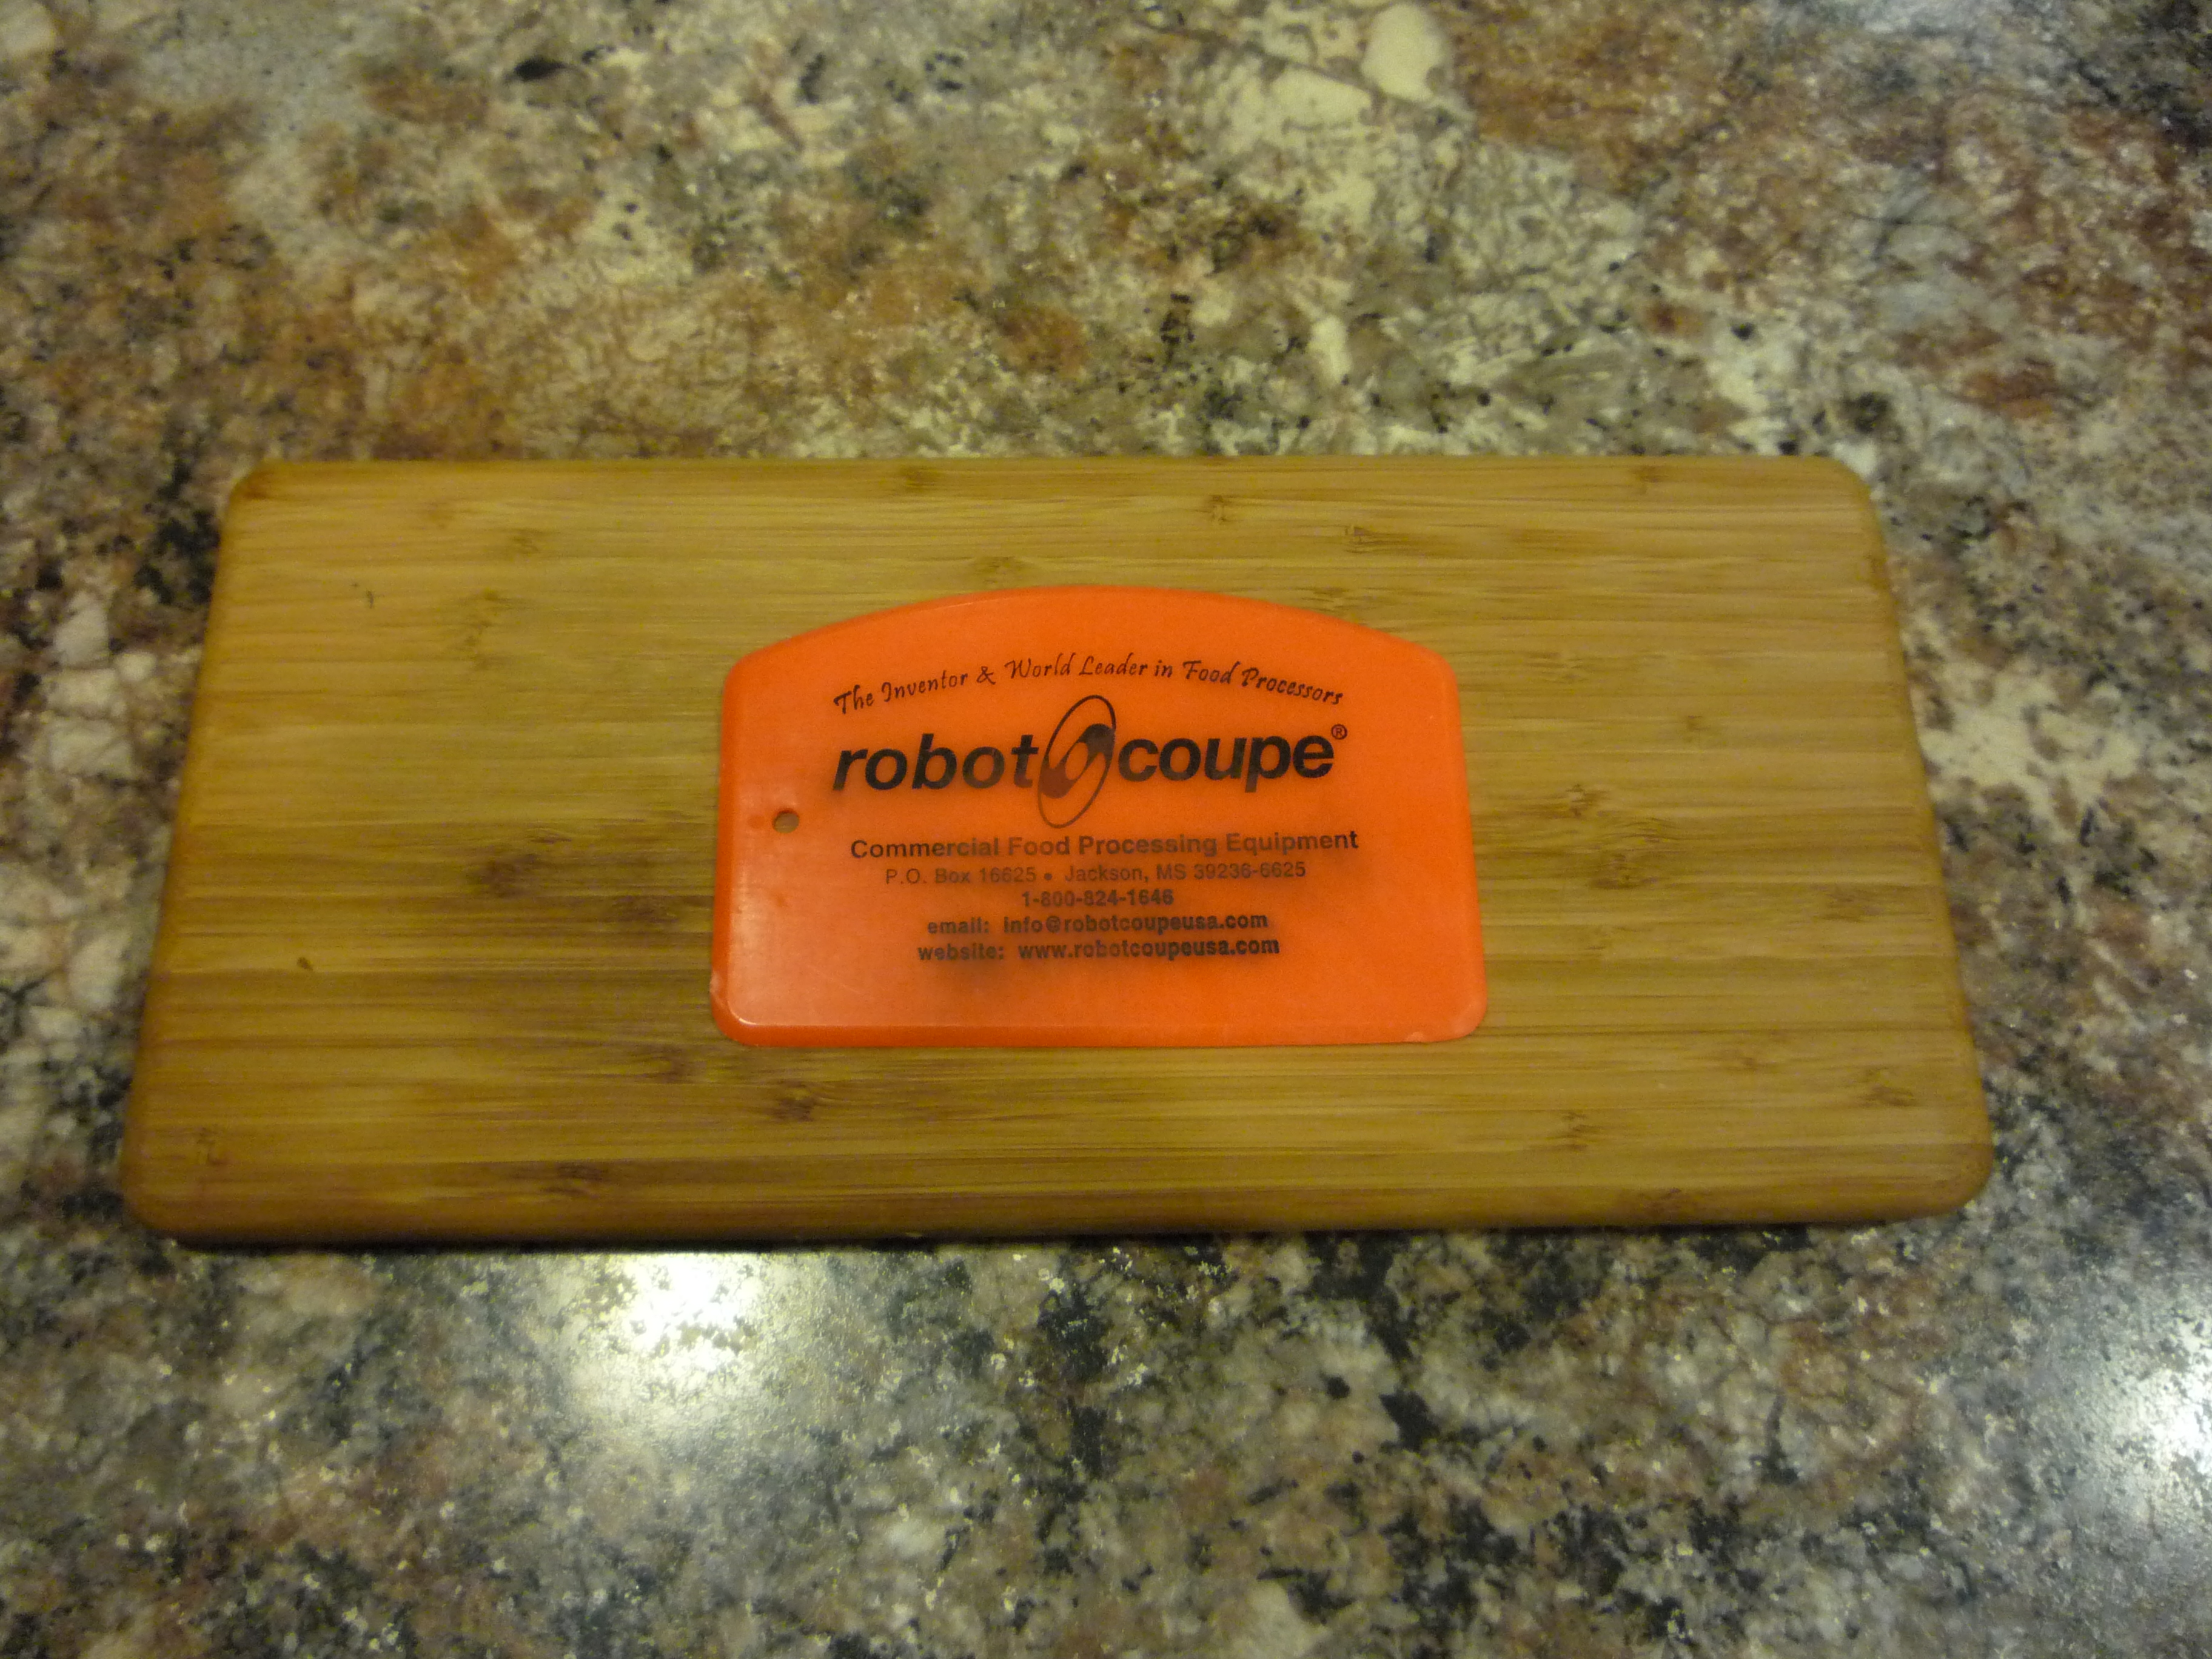 The Inventor & World Leader in Food Processors
robot coupe®
Commercial Food Processing Equipment
P.O. Box 16625 • Jackson, MS 39236-6625
1-800-824-1646
email: info@robotcoupeusa.com
website: www.robotcoupeusa.com